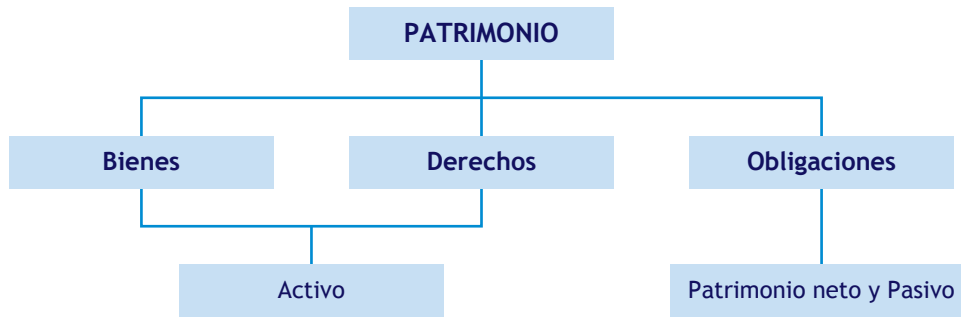 PATRIMONIO
Bienes
Derechos
Obligaciones
Activo
Patrimonio neto y Pasivo